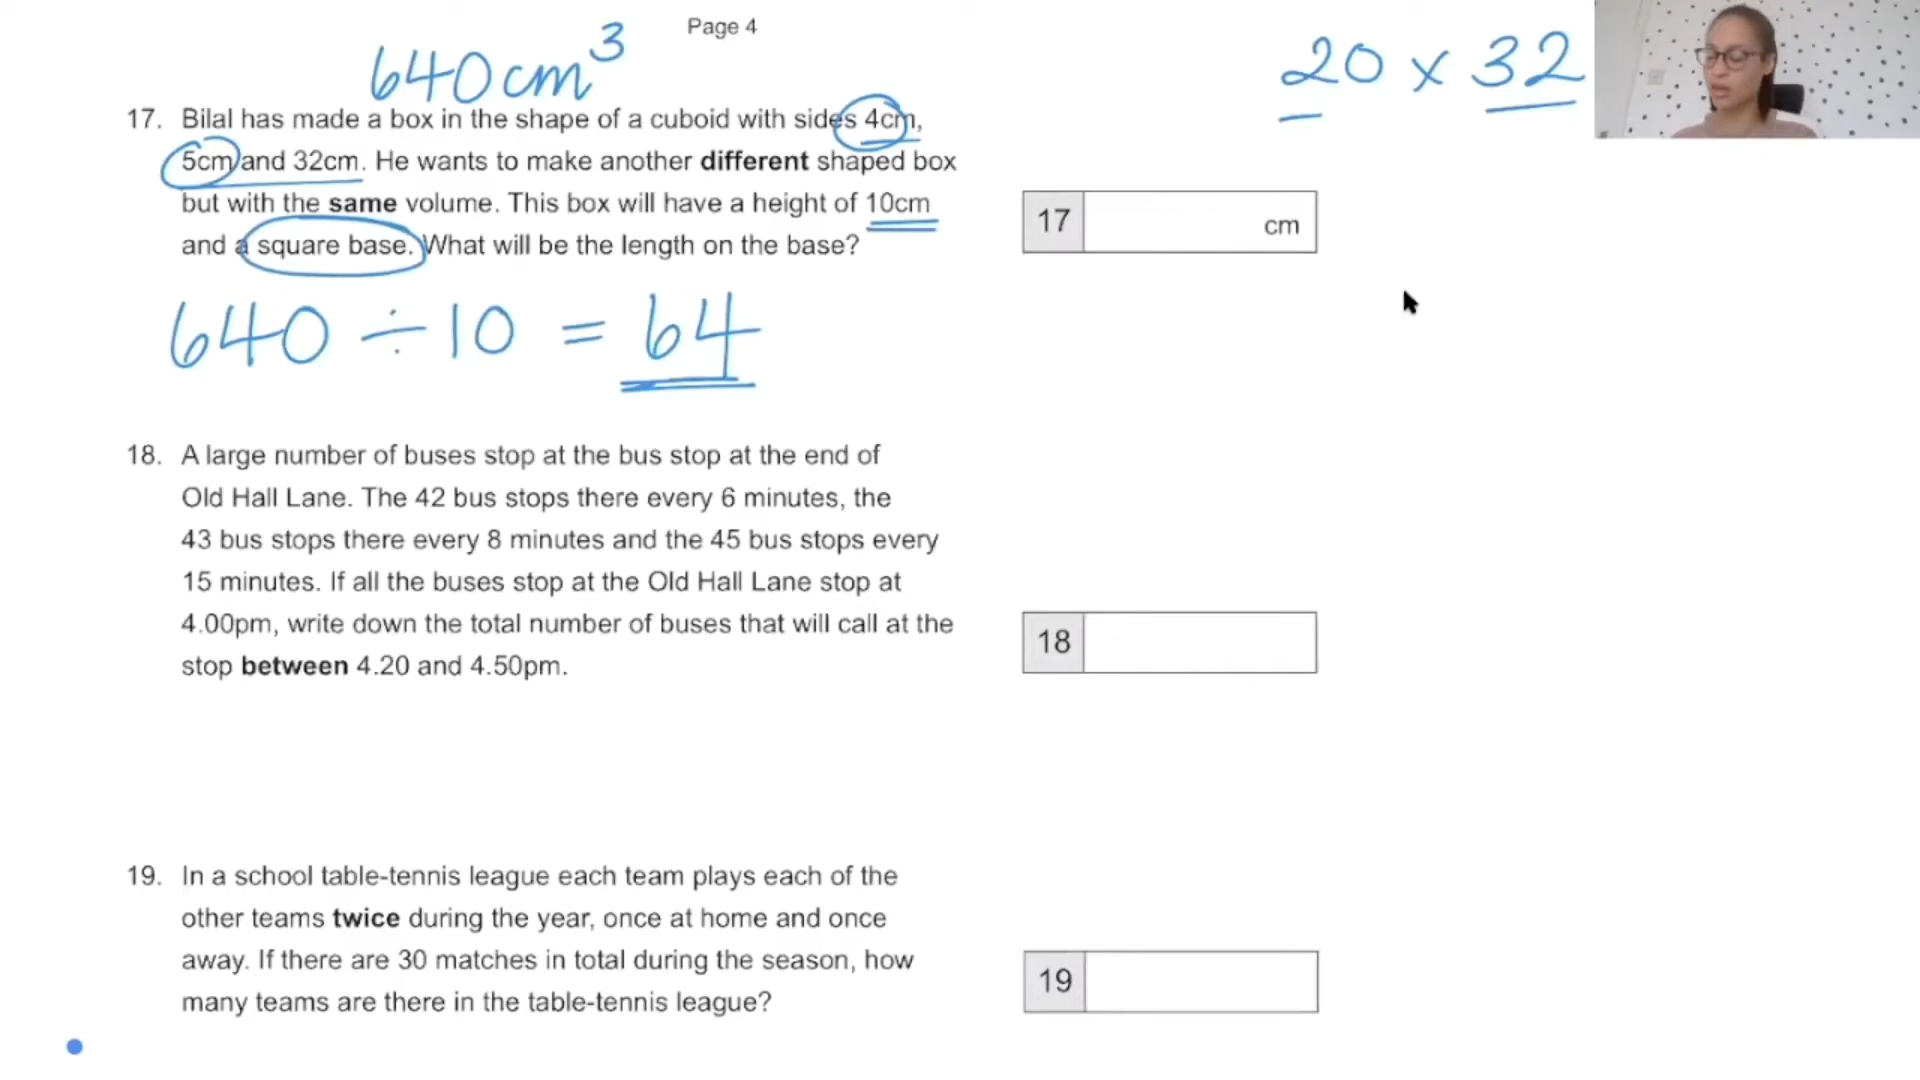 Page 4
640cm³
20 x 32
17. Bilal has made a box in the shape of a cuboid with sides 4cm,
5cm and 32cm. He wants to make another different shaped box
but with the same volume. This box will have a height of 10cm
and a square base. What will be the length on the base?
17 cm
640 ÷ 10 = 64
18. A large number of buses stop at the bus stop at the end of
Old Hall Lane. The 42 bus stops there every 6 minutes, the
43 bus stops there every 8 minutes and the 45 bus stops every
15 minutes. If all the buses stop at the Old Hall Lane stop at
4.00pm, write down the total number of buses that will call at the
stop between 4.20 and 4.50pm.
18
19. In a school table-tennis league each team plays each of the
other teams twice during the year, once at home and once
away. If there are 30 matches in total during the season, how
many teams are there in the table-tennis league?
19